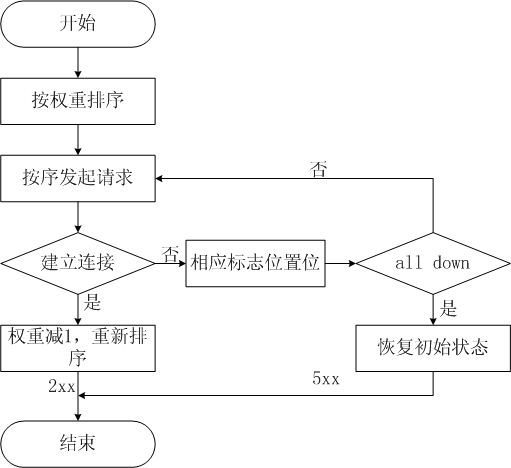 开始
按权重排序
否
按序发起请求
建立连接
否
相应标志位置位
all down
是
是
权重减1，重新排
序
恢复初始状态
2xx
5xx
结束